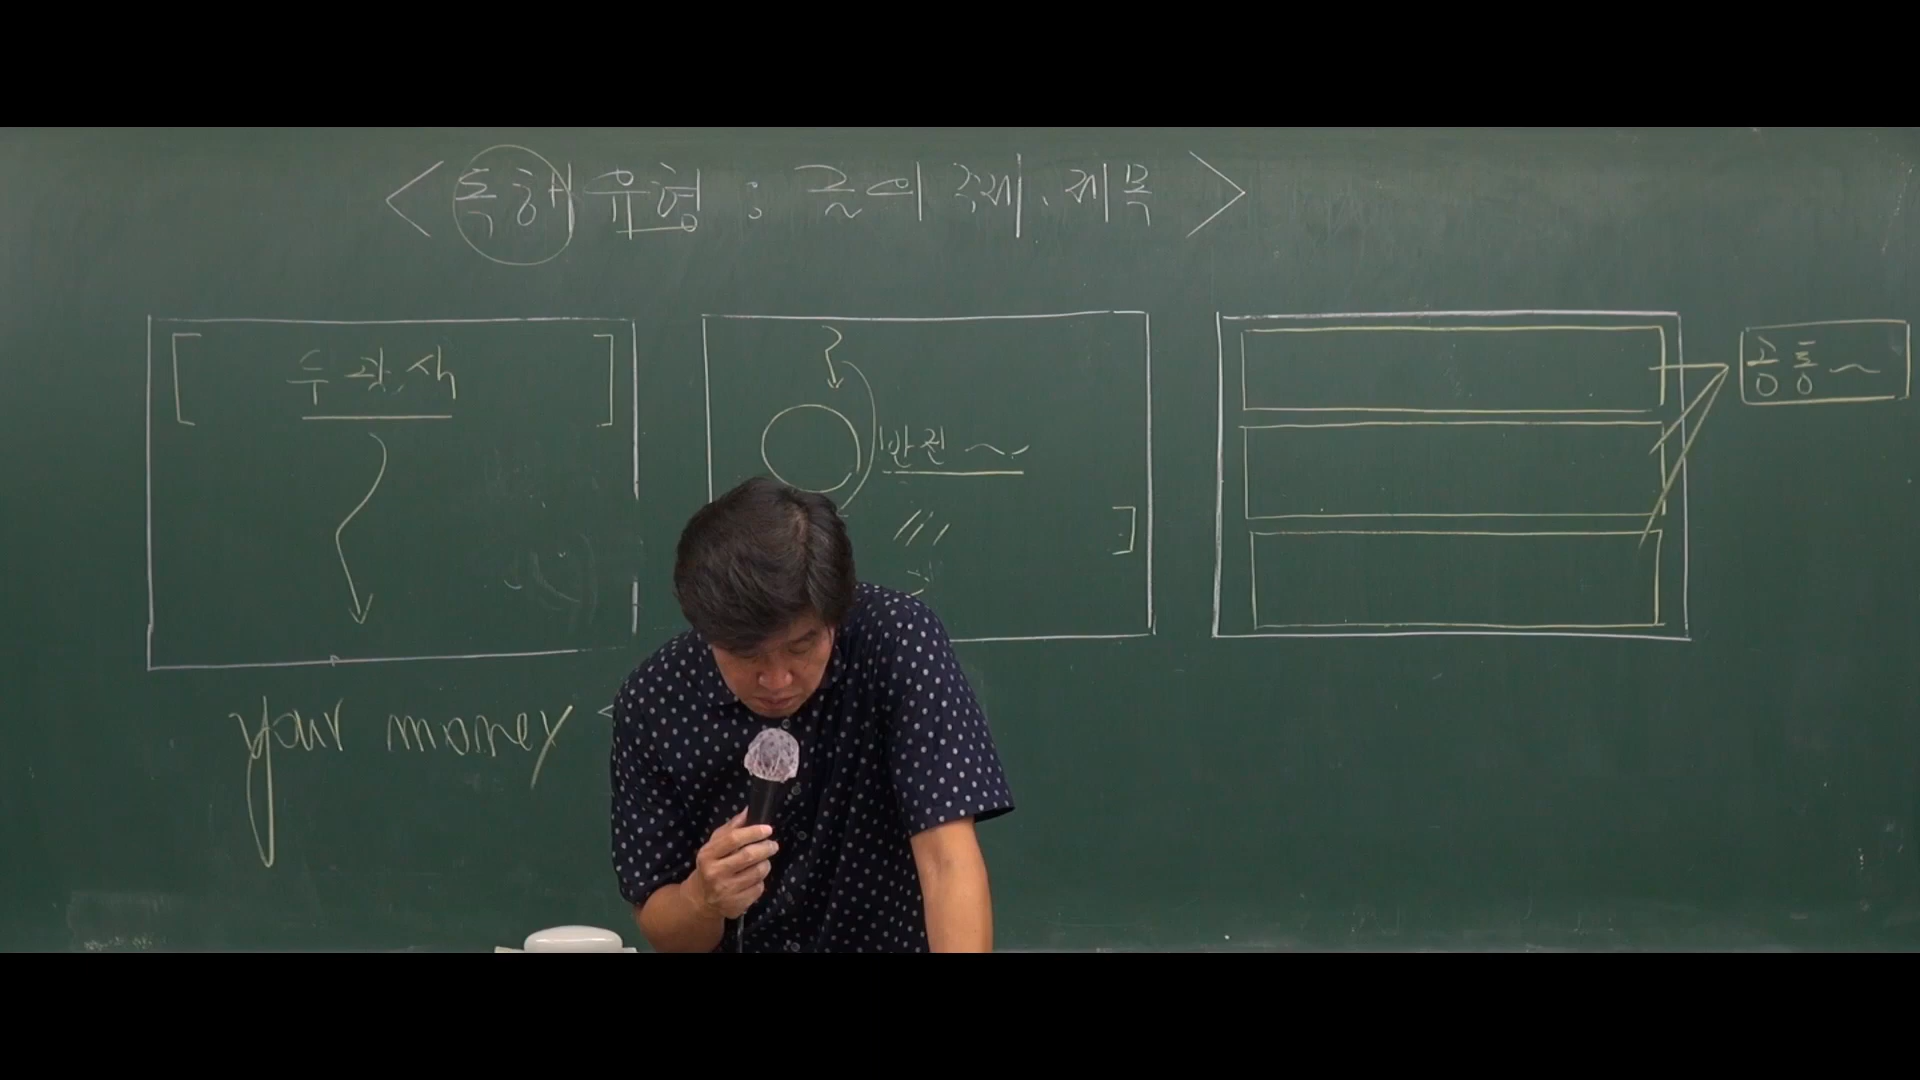 < 독해 유형 : 글의 주제, 제목 >
두괄식
반전 ~
공통 ~
your money <